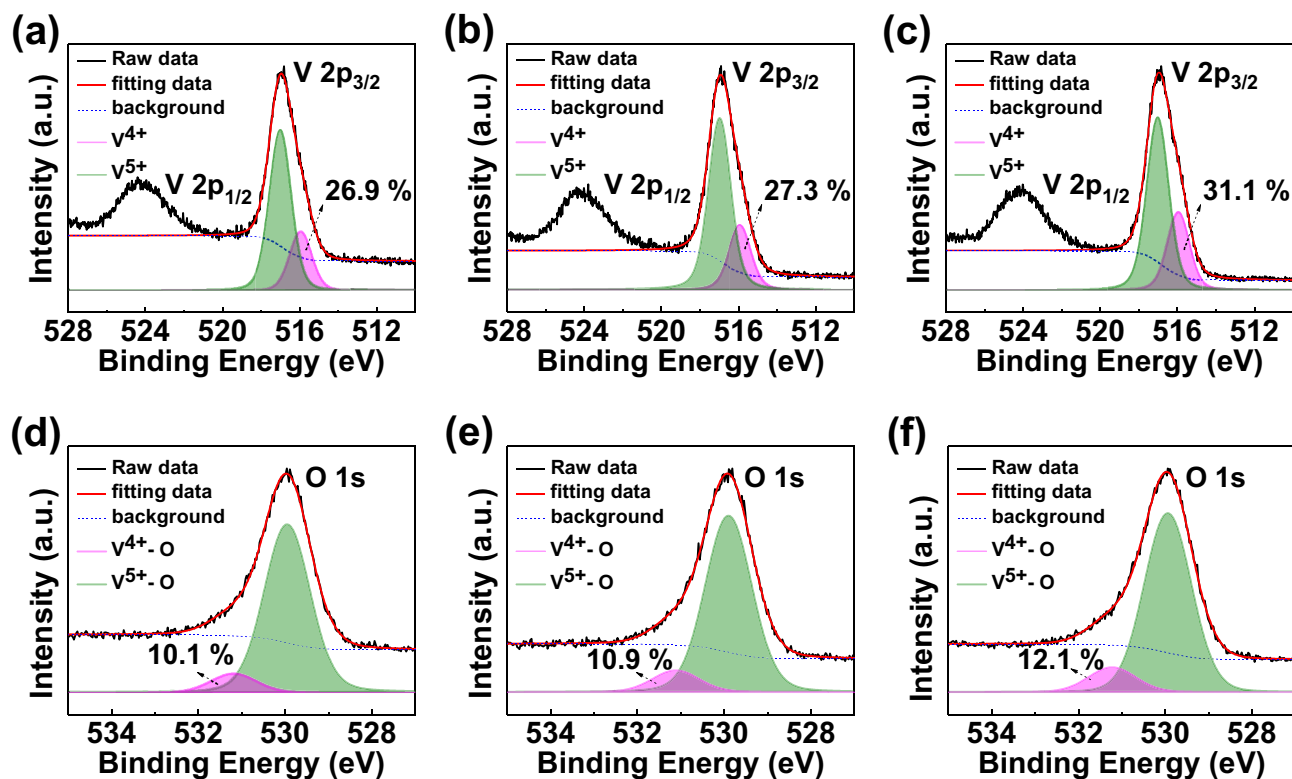 (a)
Raw data
fitting data
background
V4+
V5+
V 2p3/2
V 2p1/2
26.9 %
Intensity (a.u.)
528 524 520 516 512
Binding Energy (eV)
(b)
Raw data
fitting data
background
V4+
V5+
V 2p3/2
V 2p1/2
27.3 %
Intensity (a.u.)
528 524 520 516 512
Binding Energy (eV)
(c)
Raw data
fitting data
background
V4+
V5+
V 2p3/2
V 2p1/2
31.1 %
Intensity (a.u.)
528 524 520 516 512
Binding Energy (eV)
(d)
Raw data
fitting data
background
V4+- O
V5+- O
O 1s
10.1 %
Intensity (a.u.)
534 532 530 528
Binding Energy (eV)
(e)
Raw data
fitting data
background
V4+- O
V5+- O
O 1s
10.9 %
Intensity (a.u.)
534 532 530 528
Binding Energy (eV)
(f)
Raw data
fitting data
background
V4+- O
V5+- O
O 1s
12.1 %
Intensity (a.u.)
534 532 530 528
Binding Energy (eV)